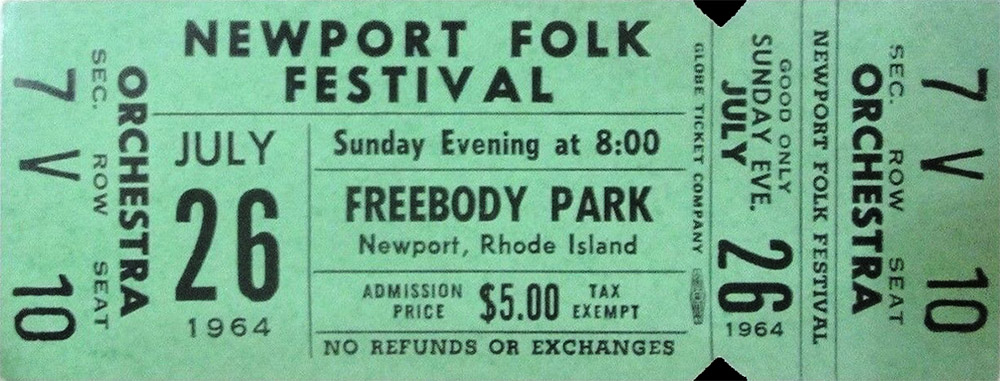 SEC. ROW SEAT
7 V 10
ORCHESTRA
NEWPORT FOLK
FESTIVAL
JULY
26
1964
Sunday Evening at 8:00
FREEBODY PARK
Newport, Rhode Island
ADMISSION
PRICE
$5.00
TAX
EXEMPT
NO REFUNDS OR EXCHANGES
GLOBE TICKET COMPANY
GOOD ONLY
SUNDAY EVE.
JULY 26
1964
NEWPORT FOLK FESTIVAL
ORCHESTRA
SEC. ROW SEAT
7 V 10